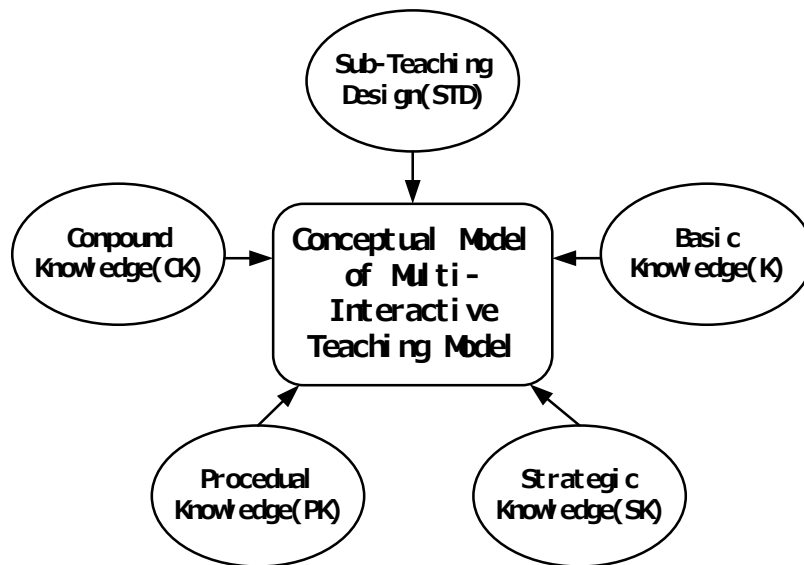 Sub-Teaching
Design(STD)
Conpound
Knowledge(CK)
Conceptual Model
of Multi-
Interactive
Teaching Model
Basic
Knowledge(K)
Procedual
Knowledge(PK)
Strategic
Knowledge(SK)